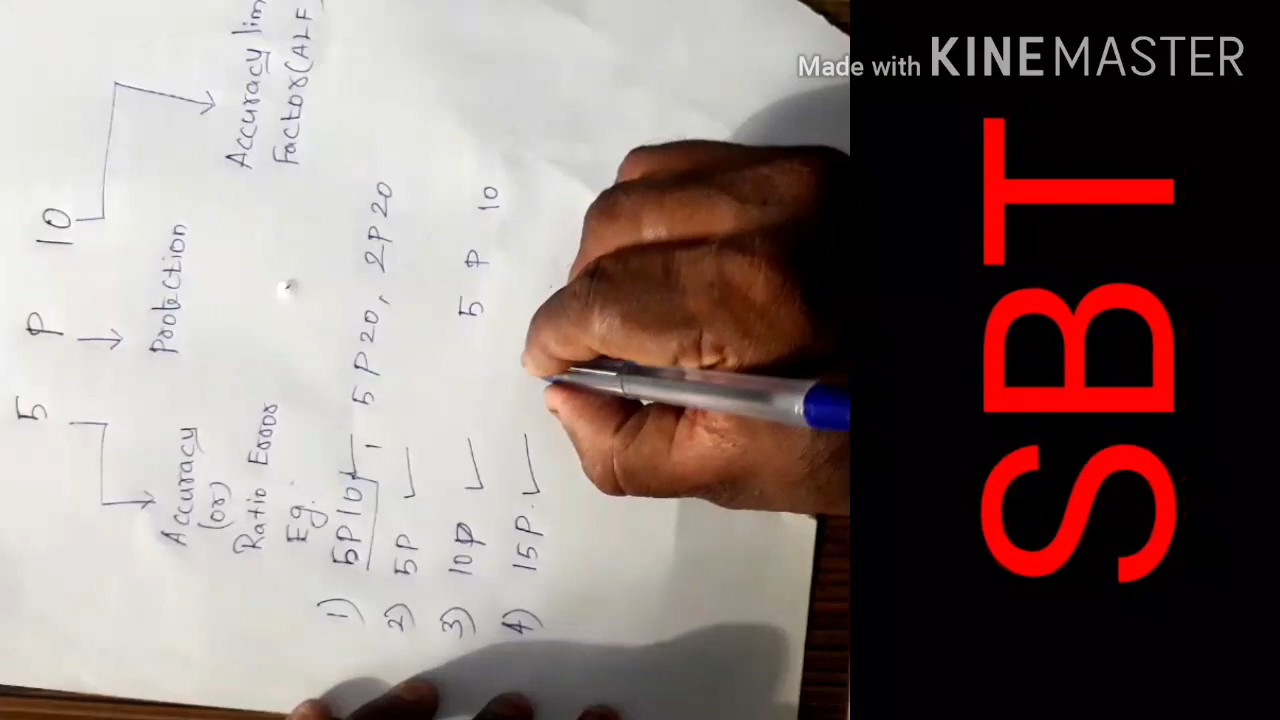 5 P 10
Accuracy
(or)
Ratio Error
Protection
Accuracy lim
Factor (ALF)
Eg:
1) 5P10, 5P20, 2P20
2) 5P
3) 10P
5 P 10
4) 15P.
Made with KINEMASTER
SBT